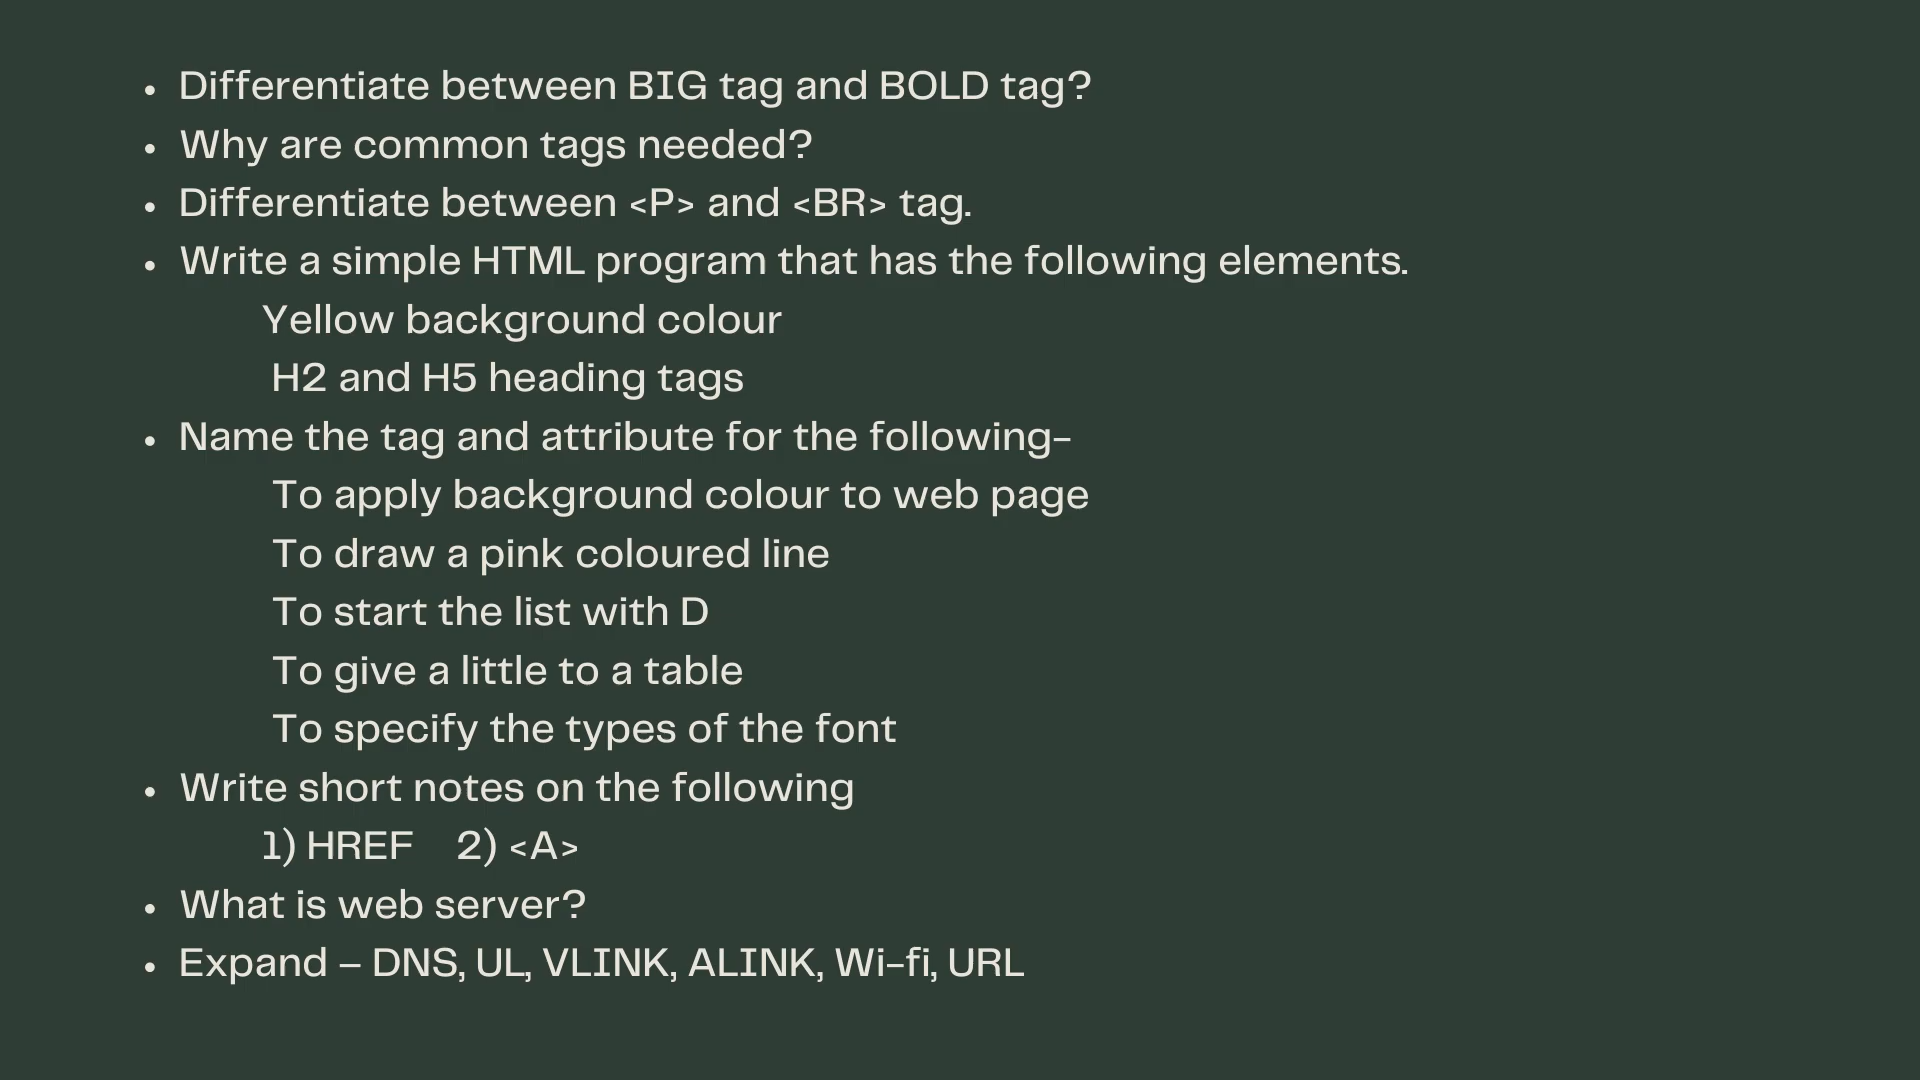 • Differentiate between BIG tag and BOLD tag?
• Why are common tags needed?
• Differentiate between <P> and <BR> tag.
• Write a simple HTML program that has the following elements.
Yellow background colour
H2 and H5 heading tags
• Name the tag and attribute for the following-
To apply background colour to web page
To draw a pink coloured line
To start the list with D
To give a little to a table
To specify the types of the font
• Write short notes on the following
1) HREF 2) <A>
• What is web server?
• Expand – DNS, UL, VLINK, ALINK, Wi-fi, URL